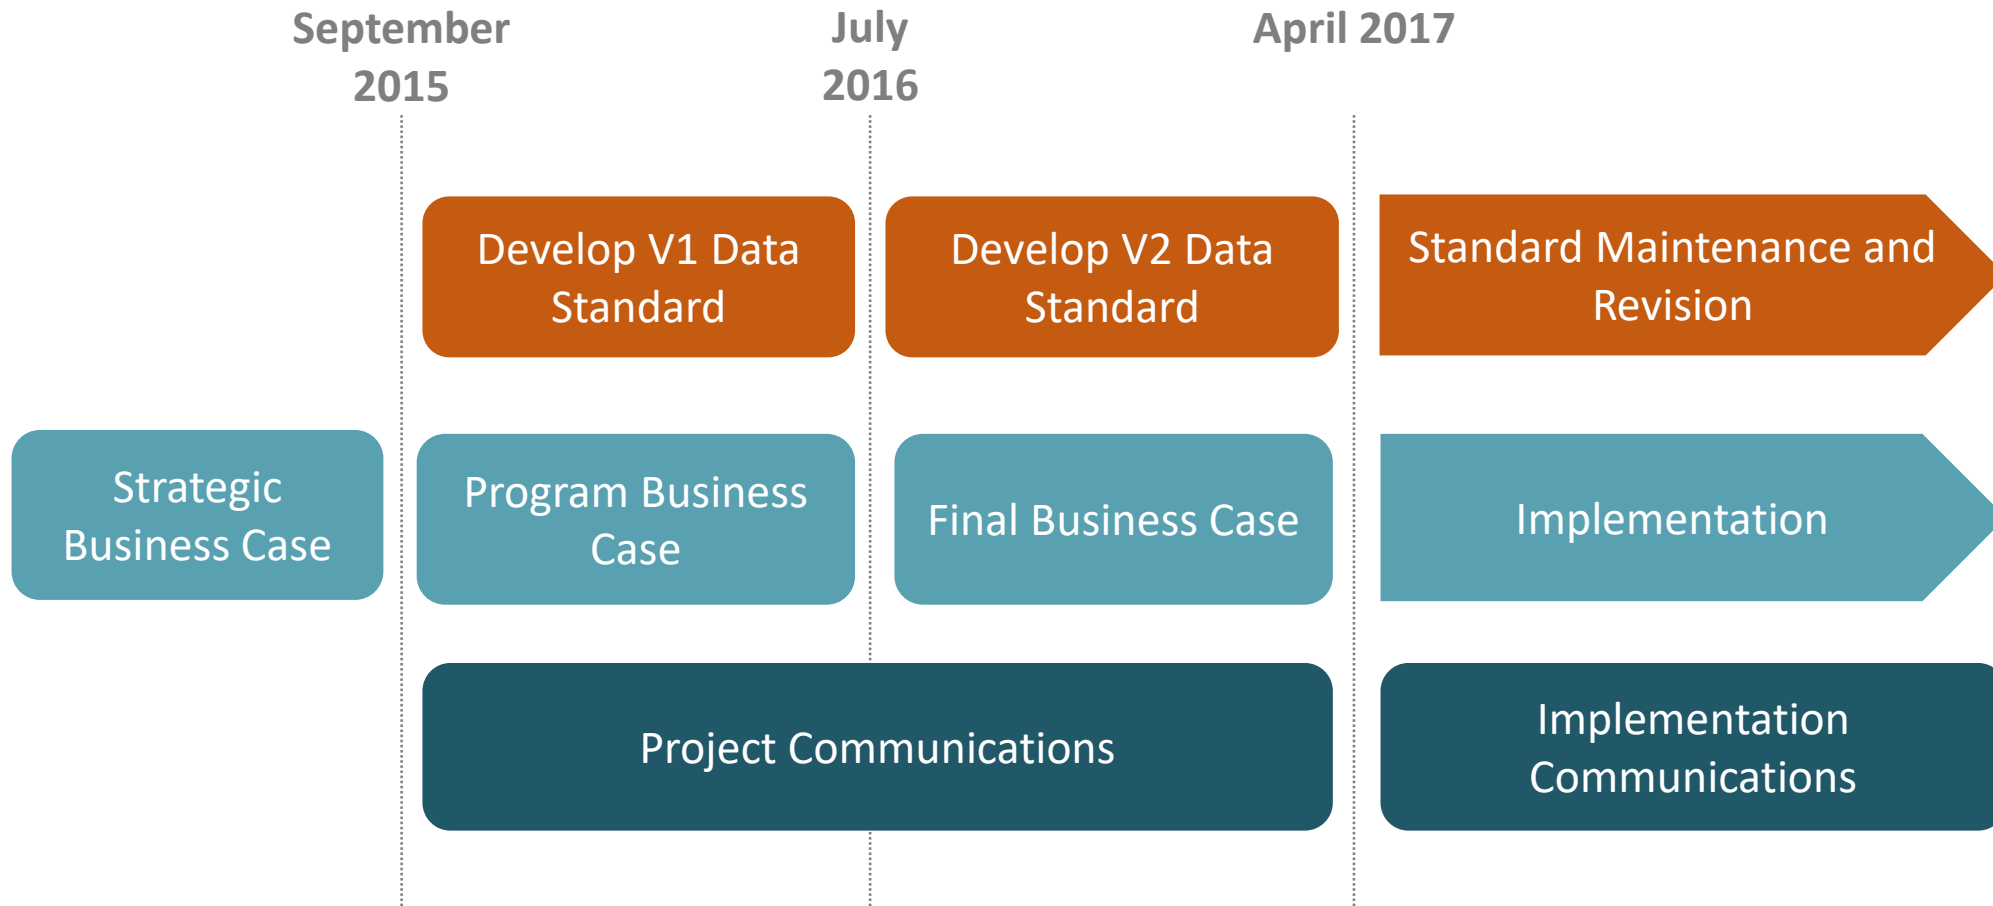 September
2015
July
2016
April 2017
Develop V1 Data
Standard
Develop V2 Data
Standard
Standard Maintenance and
Revision
Strategic
Business Case
Program Business
Case
Final Business Case
Implementation
Project Communications
Implementation
Communications